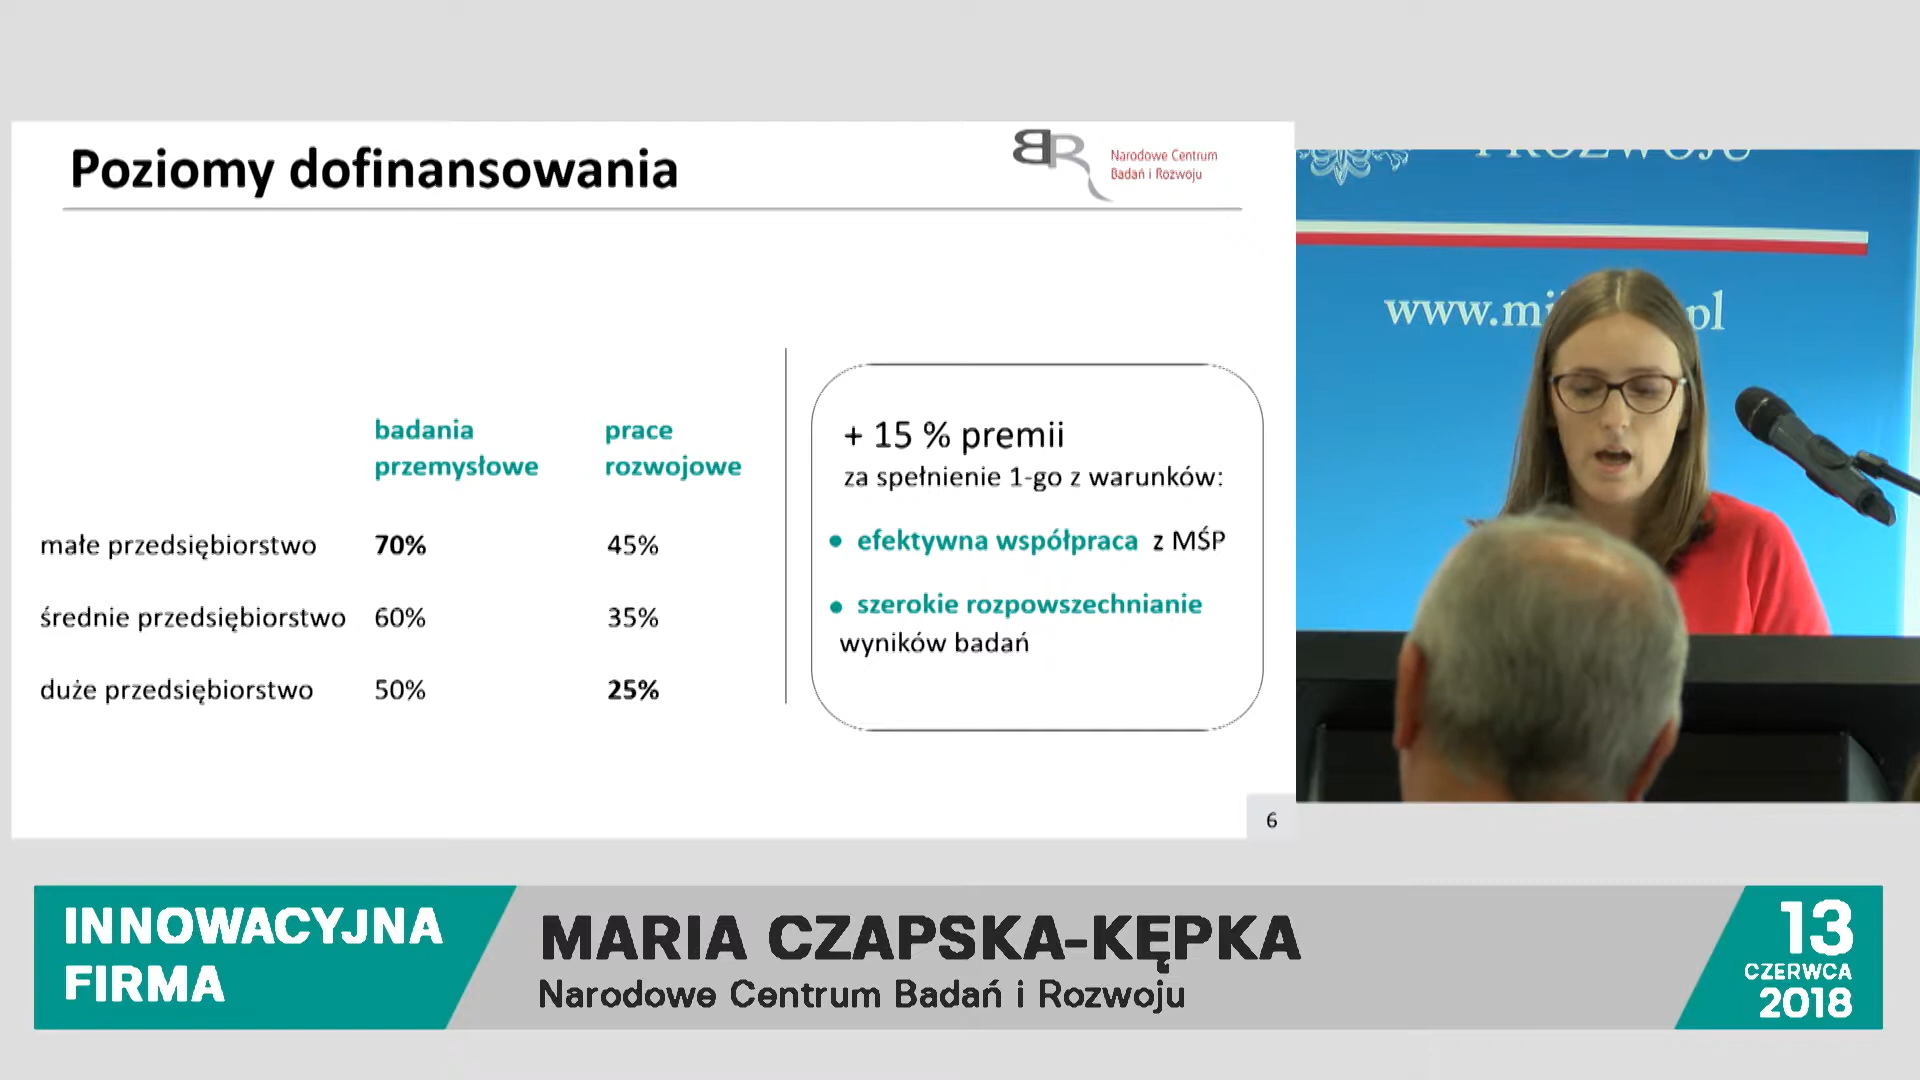 Poziomy dofinansowania
BR
Narodowe Centrum
Badań i Rozwoju
badania
przemysłowe
prace
rozwojowe
małe przedsiębiorstwo 70% 45%
średnie przedsiębiorstwo 60% 35%
duże przedsiębiorstwo 50% 25%
+ 15 % premii
za spełnienie 1-go z warunków:
• efektywna współpraca z MŚP
• szerokie rozpowszechnianie
wyników badań
6
I ROZWOJU
www.mi
pl
INNOWACYJNA
FIRMA
MARIA CZAPSKA-KĘPKA
Narodowe Centrum Badań i Rozwoju
13
CZERWCA
2018